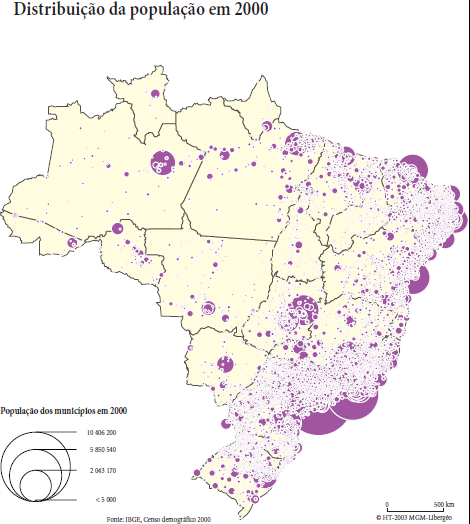 Distribuição da população em 2000
População dos municípios em 2000
10 406 200
5 850 540
2 043 170
< 5 000
0 500 km
Fonte: IBGE, Censo demográfico 2000
© HT-2003 MGM-Libergéo